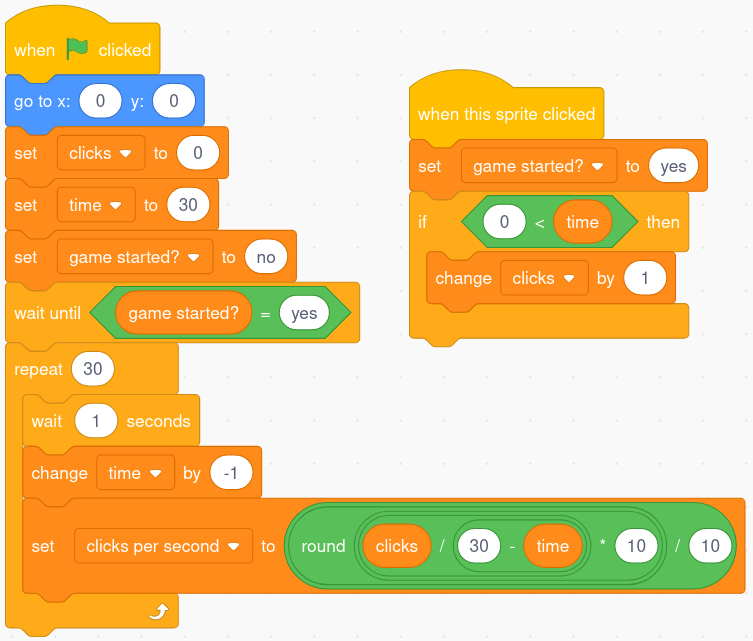 when clicked
go to x: 0 y: 0
set clicks to 0
set time to 30
set game started? to no
wait until game started? = yes
repeat 30
wait 1 seconds
change time by -1
set clicks per second to round clicks / 30 - time * 10 / 10
when this sprite clicked
set game started? to yes
if 0 < time then
change clicks by 1